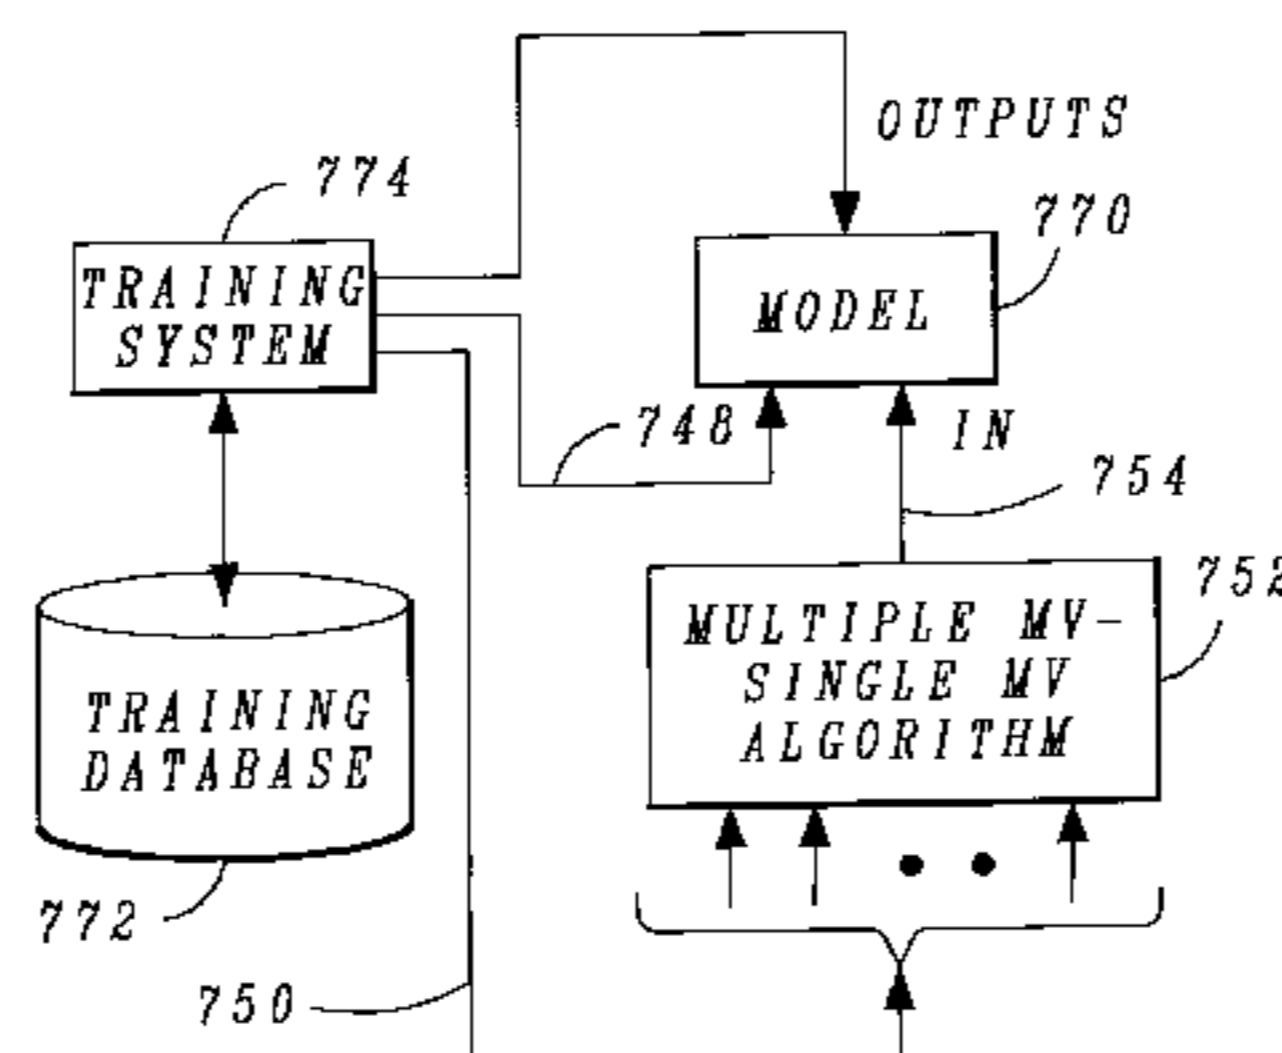 OUTPUTS
774
770
TRAINING
SYSTEM
MODEL
748
IN
754
752
MULTIPLE MV-
SINGLE MV
ALGORITHM
TRAINING
DATABASE
772
750